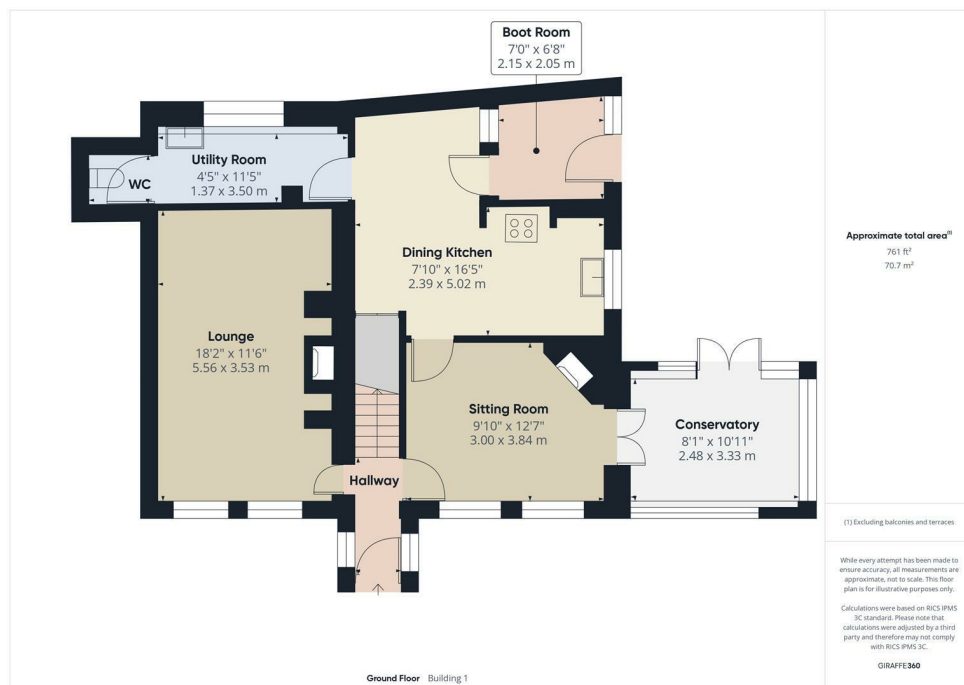 Boot Room
7'0" x 6'8"
2.15 x 2.05 m
Utility Room
4'5" x 11'5"
1.37 x 3.50 m
WC
Dining Kitchen
7'10" x 16'5"
2.39 x 5.02 m
Lounge
18'2" x 11'6"
5.56 x 3.53 m
Sitting Room
9'10" x 12'7"
3.00 x 3.84 m
Conservatory
8'1" x 10'11"
2.48 x 3.33 m
Hallway
Ground Floor Building 1
Approximate total area(1)
761 ft²
70.7 m²
(1) Excluding balconies and terraces
While every attempt has been made to
ensure accuracy, all measurements are
approximate, not to scale. This floor
plan is for illustrative purposes only.
Calculations were based on RICS IPMS
3C standard. Please note that
calculations were adjusted by a third
party and therefore may not comply
with RICS IPMS 3C.
GIRAFFE360